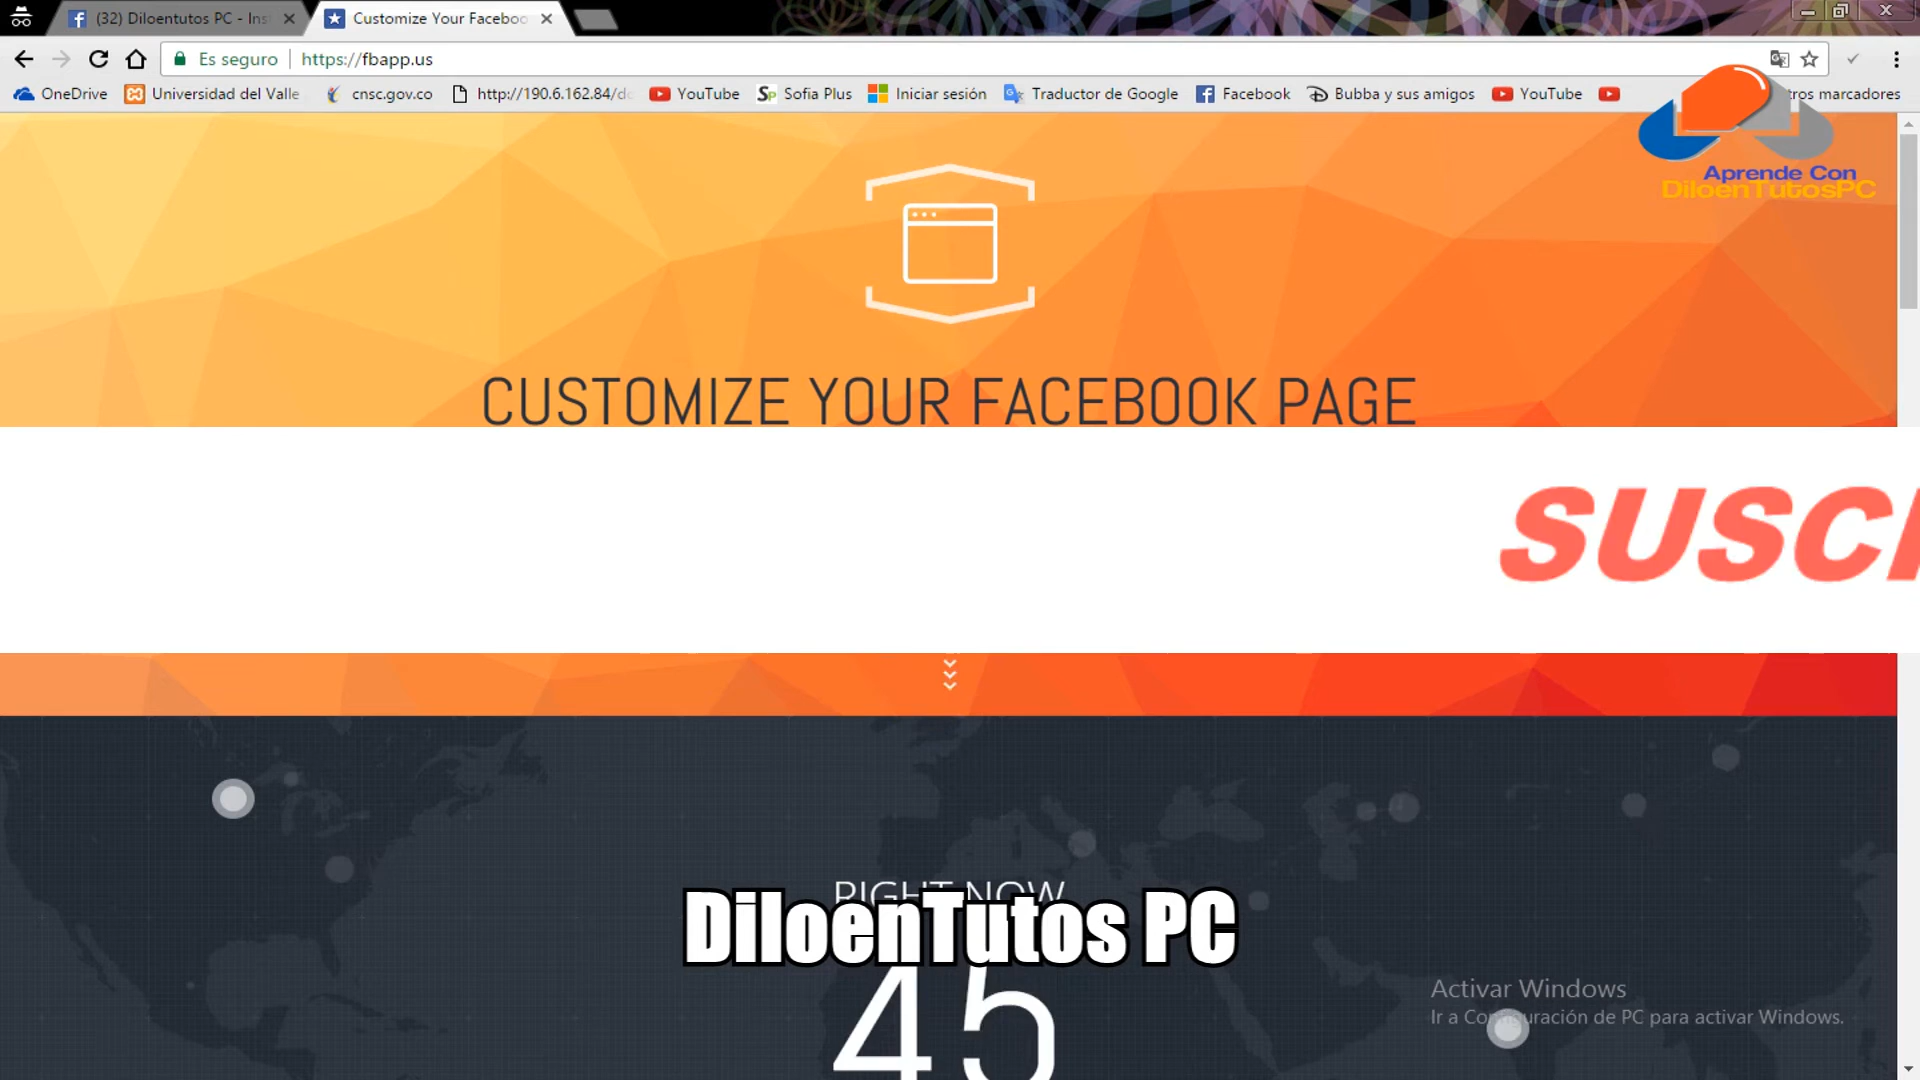 (32) Diloentutos PC - Ins
Customize Your Faceboo
Es seguro
https://fbapp.us
OneDrive
Universidad del Valle
cnsc.gov.co
http://190.6.162.84/do
YouTube
Sofia Plus
Iniciar sesión
Traductor de Google
Facebook
Bubba y sus amigos
YouTube
tros marcadores
Aprende Con
DiloenTutosPC
CUSTOMIZE YOUR FACEBOOK PAGE
SUSC
RIGHT NOW
DiloenTutos PC
45
Activar Windows
Ir a Configuración de PC para activar Windows.